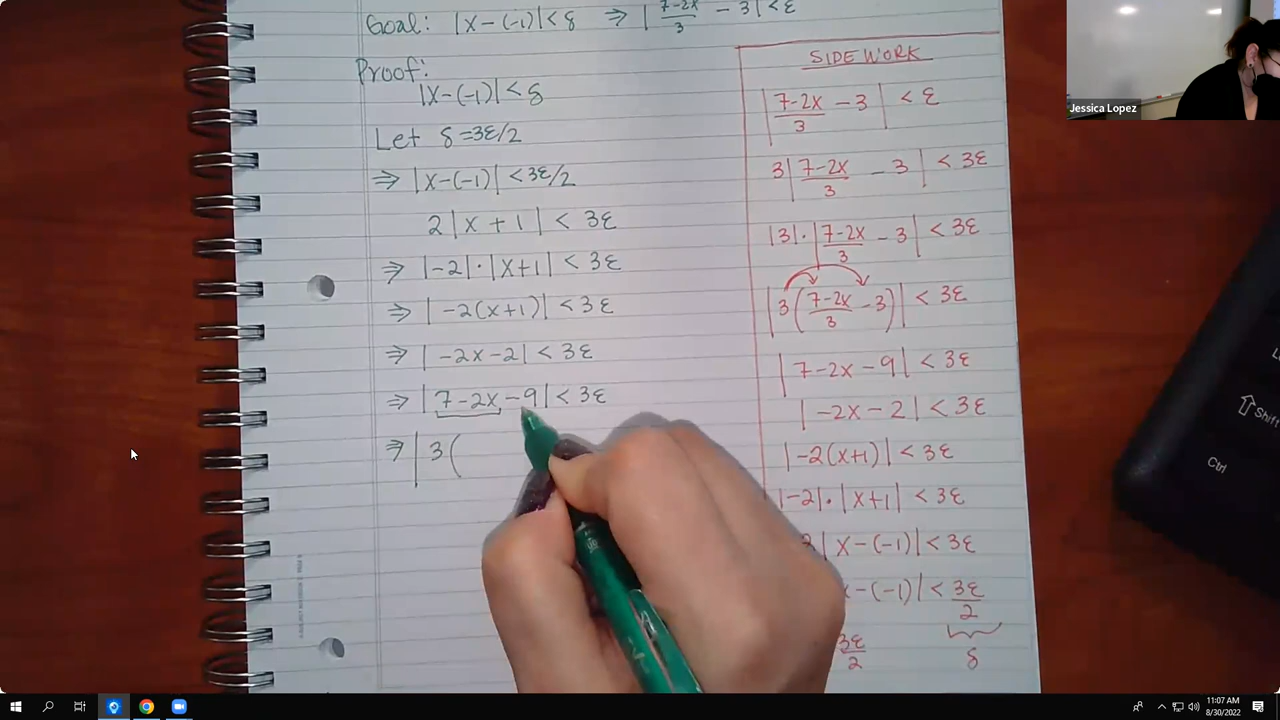 Goal: |x-(-1)|<δ ⇒ |7-2x/3 - 3|<ε
Proof:
|x-(-1)|<δ
Let δ=3ε/2
⇒ |x-(-1)| <3ε/2
2|x+1| < 3ε
⇒ |-2|·|x+1| < 3ε
⇒ |-2(x+1)| < 3ε
⇒ |-2x-2| < 3ε
⇒ |7-2x-9| < 3ε
⇒ |3(
SIDE WORK
|7-2x/3 - 3| < ε
3|7-2x/3 - 3| < 3ε
|3|·|7-2x/3 - 3| < 3ε
|3(7-2x/3 - 3)| < 3ε
|7-2x-9| < 3ε
|-2x-2| < 3ε
|-2(x+1)| < 3ε
|-2|·|x+1| < 3ε
|x-(-1)| < 3ε
x-(-1)| < 3ε/2
3ε/2
δ
Jessica Lopez
Shift
Ctrl
11:07 AM
8/30/2022